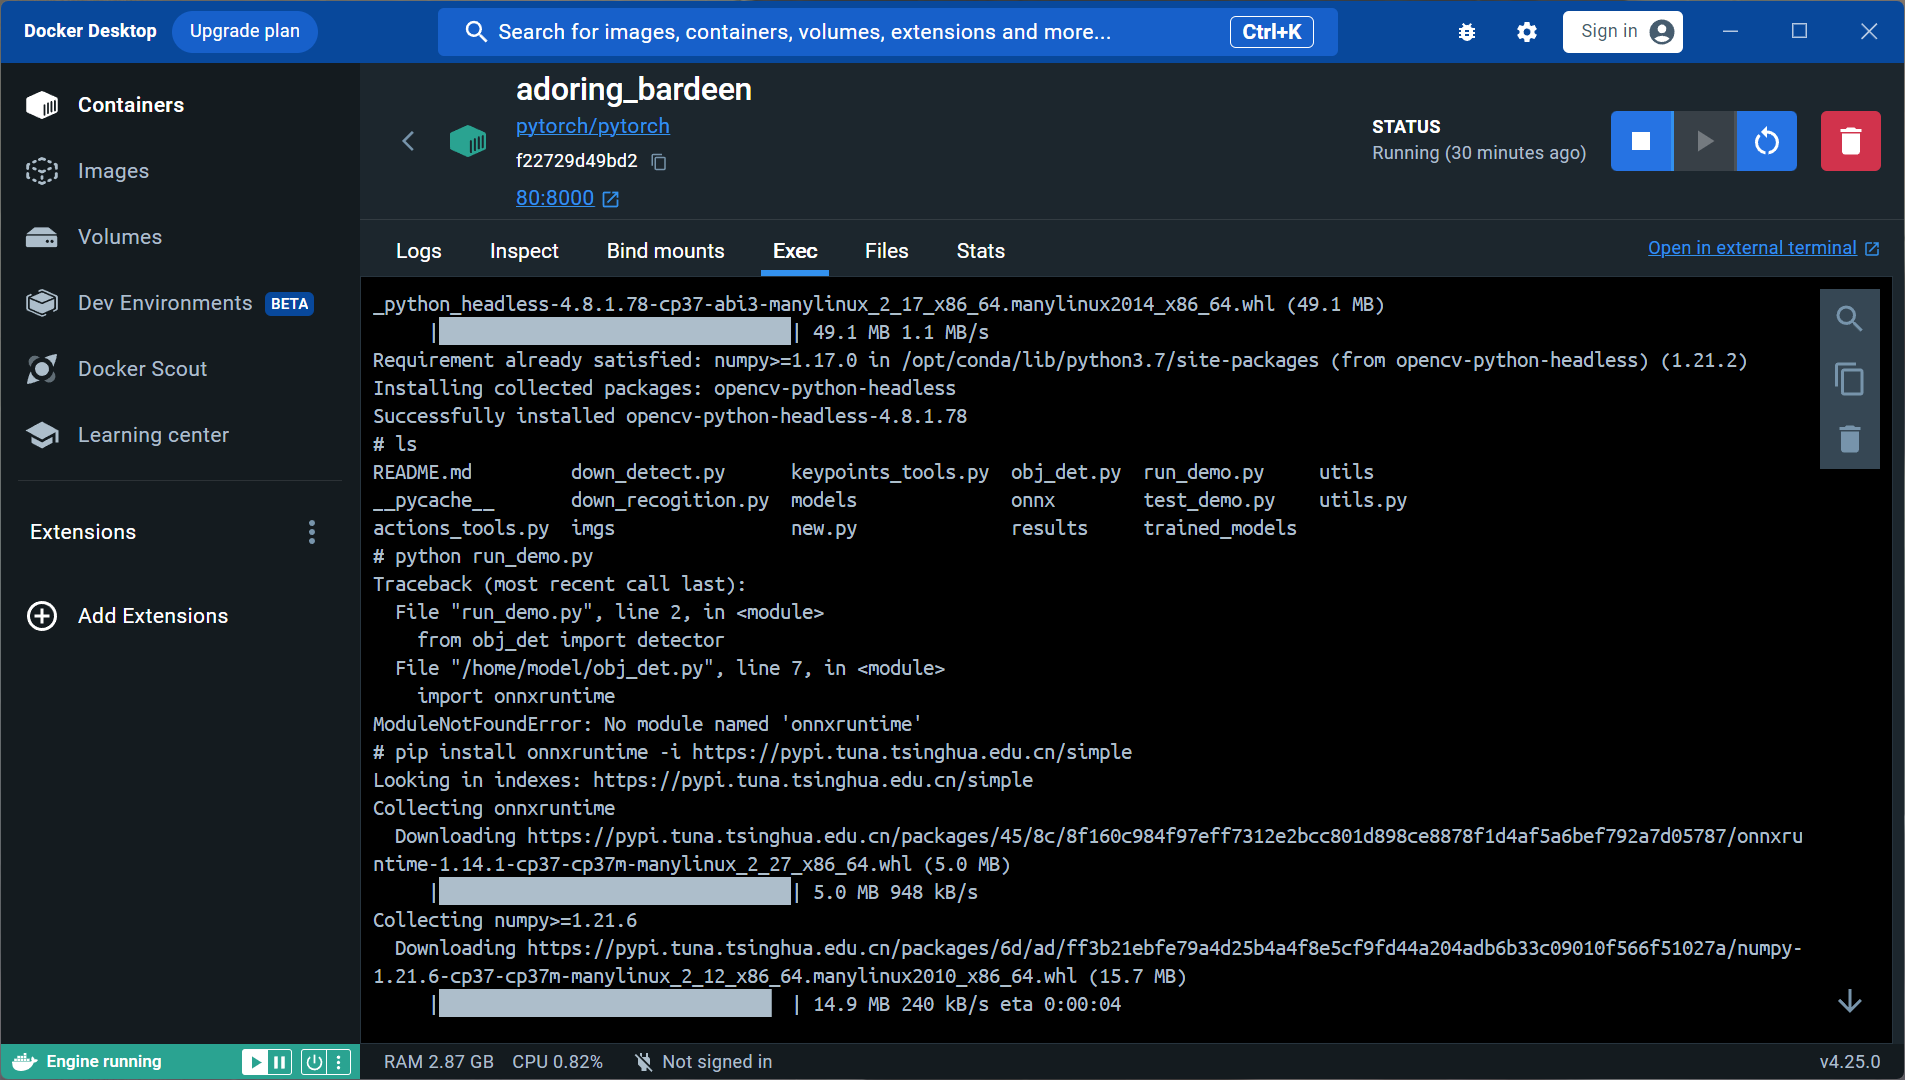 Docker Desktop
Upgrade plan
Search for images, containers, volumes, extensions and more...
Ctrl+K
Sign in
Containers
Images
Volumes
Dev Environments BETA
Docker Scout
Learning center
Extensions
Add Extensions
adoring_bardeen
pytorch/pytorch
f22729d49bd2
80:8000
STATUS
Running (30 minutes ago)
Logs Inspect Bind mounts Exec Files Stats
Open in external terminal
_python_headless-4.8.1.78-cp37-abi3-manylinux_2_17_x86_64.manylinux2014_x86_64.whl (49.1 MB)
| | 49.1 MB 1.1 MB/s
Requirement already satisfied: numpy>=1.17.0 in /opt/conda/lib/python3.7/site-packages (from opencv-python-headless) (1.21.2)
Installing collected packages: opencv-python-headless
Successfully installed opencv-python-headless-4.8.1.78
# ls
README.md down_detect.py keypoints_tools.py obj_det.py run_demo.py utils
__pycache__ down_recogition.py models onnx test_demo.py utils.py
actions_tools.py imgs new.py results trained_models
# python run_demo.py
Traceback (most recent call last):
File "run_demo.py", line 2, in <module>
from obj_det import detector
File "/home/model/obj_det.py", line 7, in <module>
import onnxruntime
ModuleNotFoundError: No module named 'onnxruntime'
# pip install onnxruntime -i https://pypi.tuna.tsinghua.edu.cn/simple
Looking in indexes: https://pypi.tuna.tsinghua.edu.cn/simple
Collecting onnxruntime
Downloading https://pypi.tuna.tsinghua.edu.cn/packages/45/8c/8f160c984f97eff7312e2bcc801d898ce8878f1d4af5a6bef792a7d05787/onnxru
ntime-1.14.1-cp37-cp37m-manylinux_2_27_x86_64.whl (5.0 MB)
| | 5.0 MB 948 kB/s
Collecting numpy>=1.21.6
Downloading https://pypi.tuna.tsinghua.edu.cn/packages/6d/ad/ff3b21ebfe79a4d25b4a4f8e5cf9fd44a204adb6b33c09010f566f51027a/numpy-
1.21.6-cp37-cp37m-manylinux_2_12_x86_64.manylinux2010_x86_64.whl (15.7 MB)
| | 14.9 MB 240 kB/s eta 0:00:04
Engine running
RAM 2.87 GB CPU 0.82% Not signed in
v4.25.0